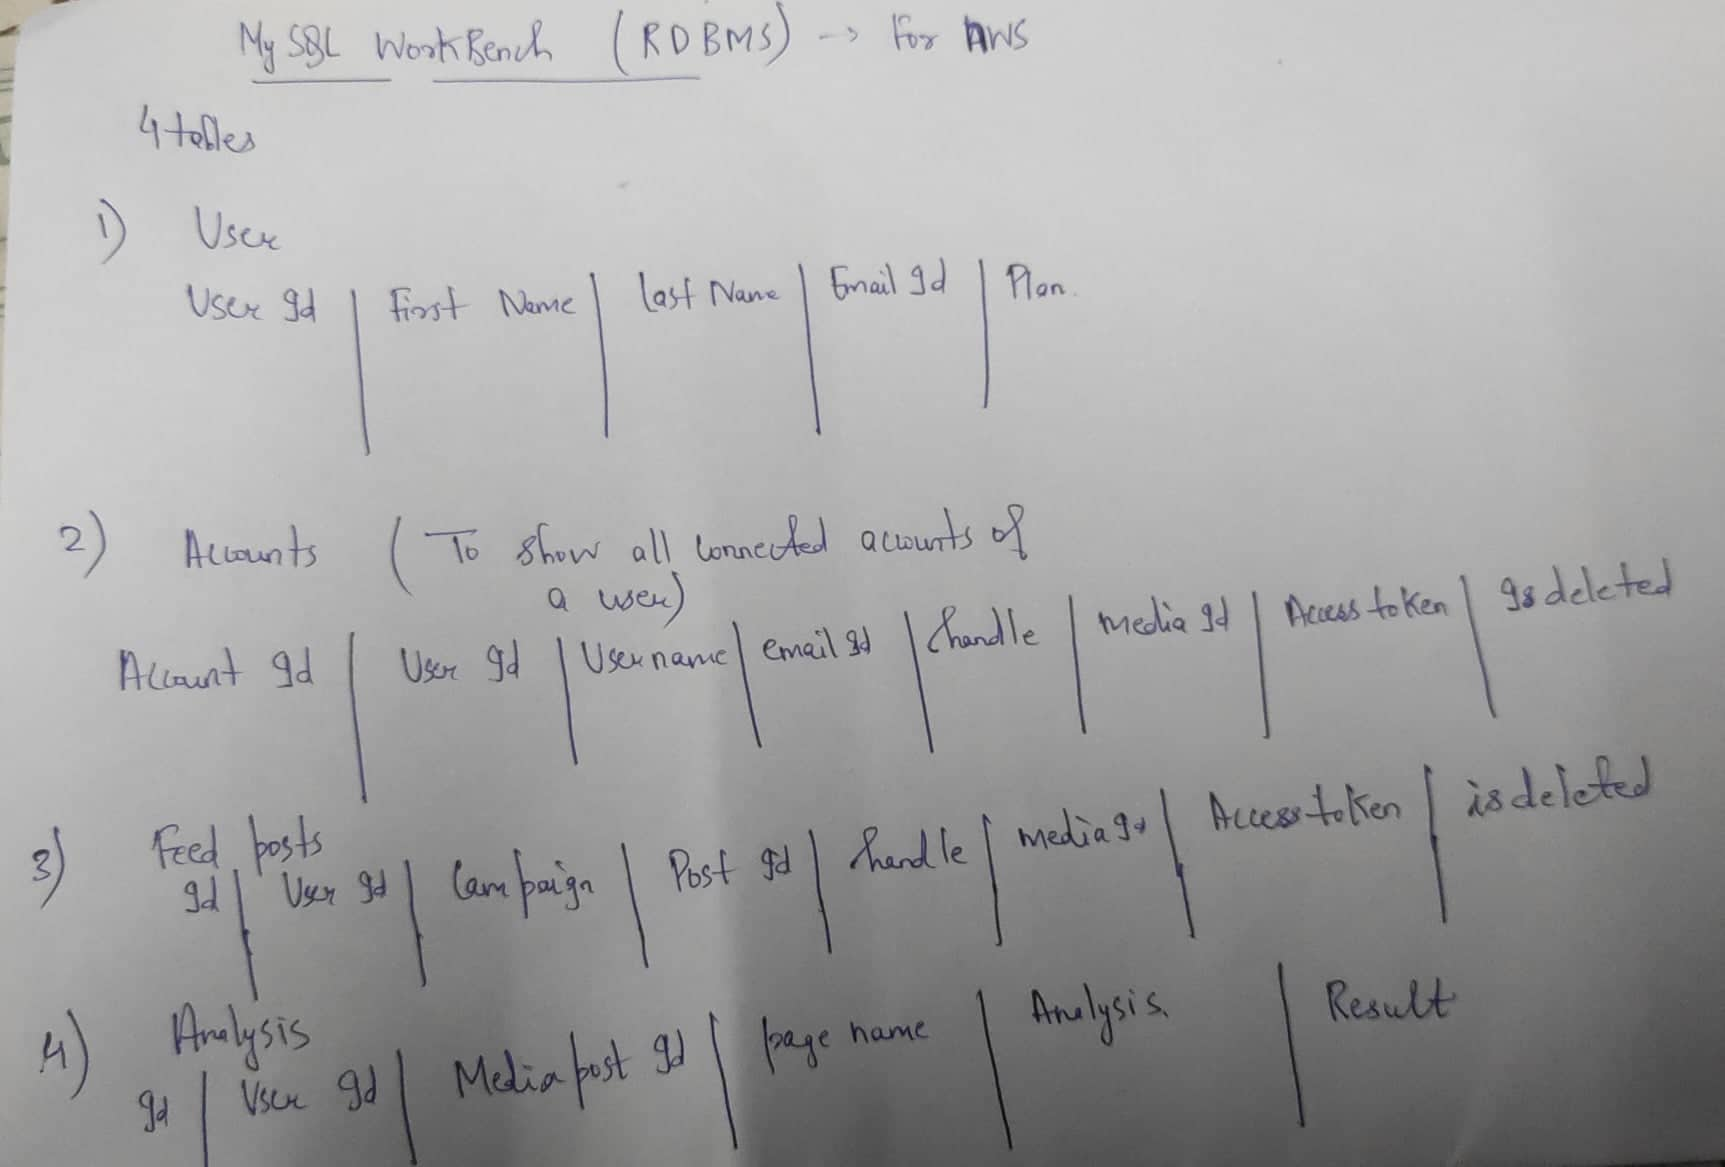 My SQL WorkBench (RDBMS) -> For AWS
4 tables
1) User
User Id | First Name | Last Name | Email Id | Plan.
2) Accounts ( To show all connected accounts of
a user)
Account Id | User Id | Username | email Id | handle | media Id | Access token | Is deleted
3) Feed posts
Id | User Id | Campaign | Post Id | handle | media Id | Access token | is deleted
4) Analysis
Id | User Id | Media post Id | page name | Analysis. | Result